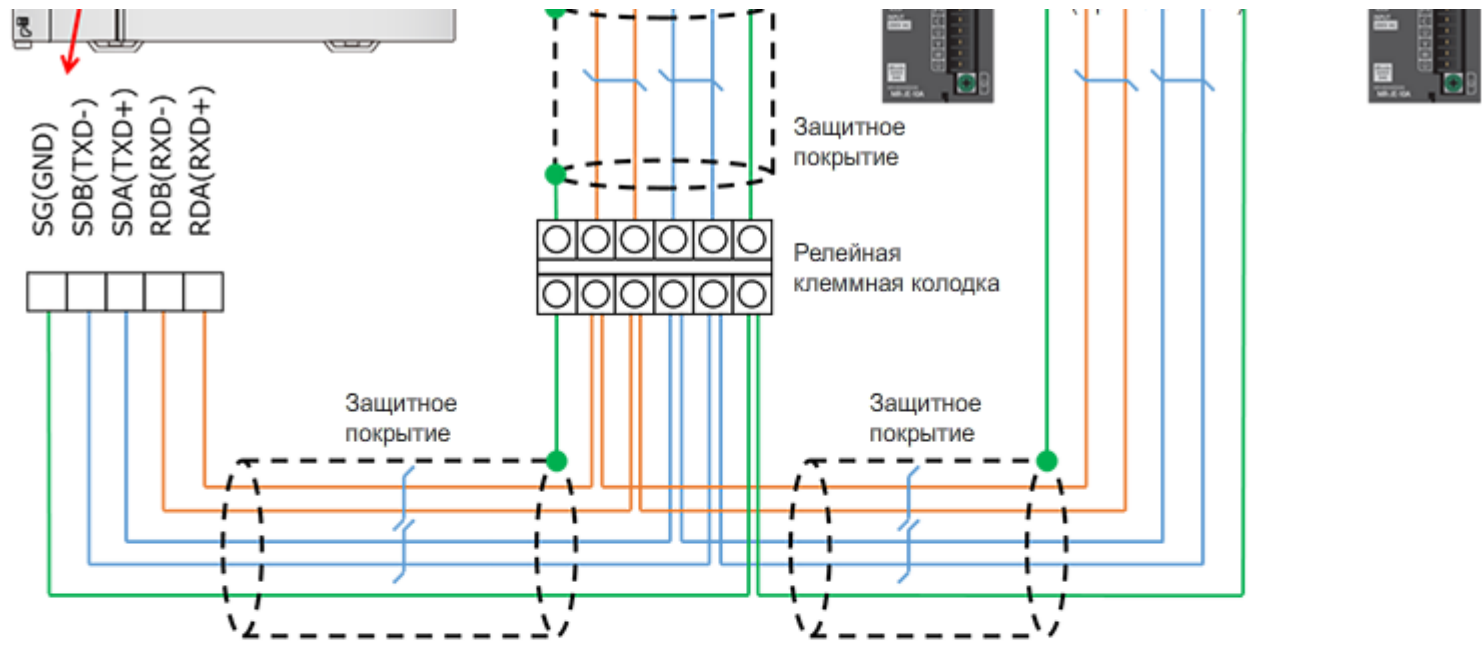 SG(GND)
SDB(TXD-)
SDA(TXD+)
RDB(RXD-)
RDA(RXD+)
Защитное
покрытие
Релейная
клеммная колодка
Защитное
покрытие
Защитное
покрытие